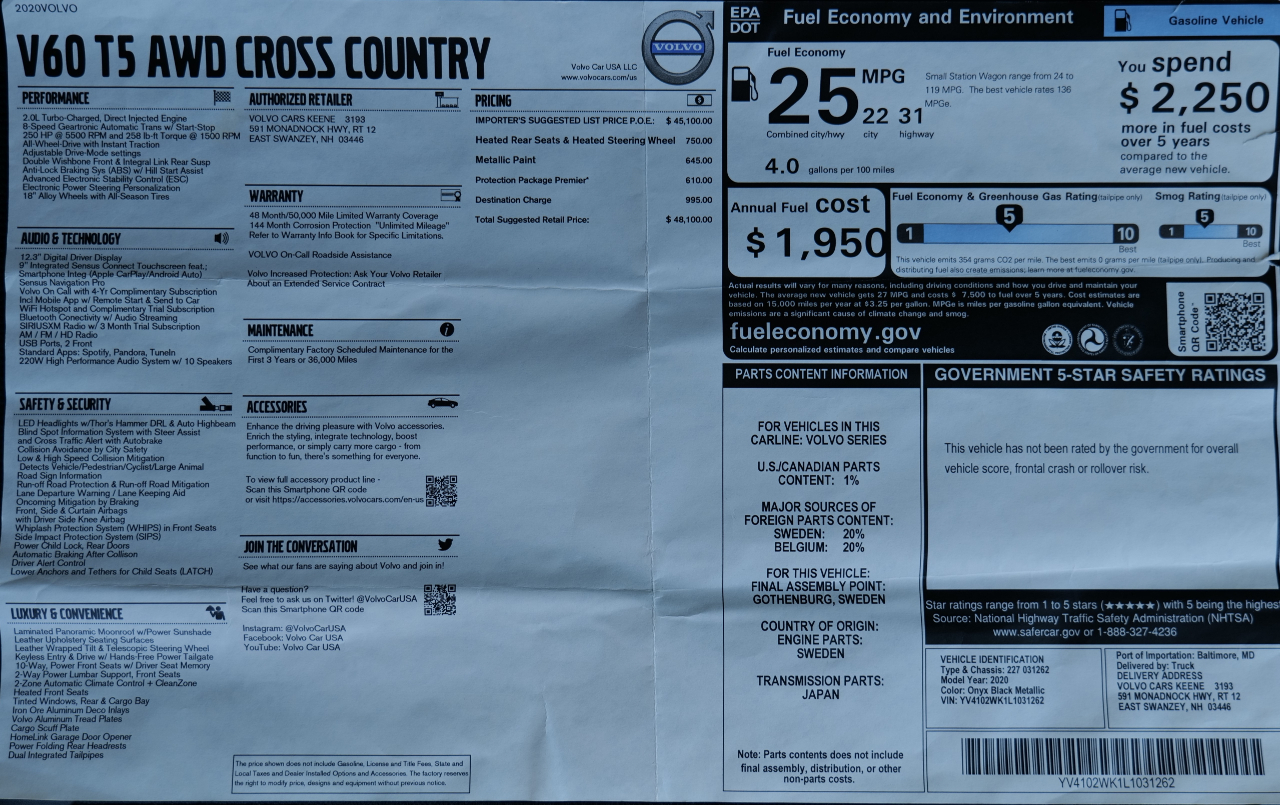 2020VOLVO
V60 T5 AWD CROSS COUNTRY
Volvo Car USA LLC
www.volvocars.com/us
VOLVO
PERFORMANCE
2.0L Turbo-Charged, Direct Injected Engine
8-Speed Geartronic Automatic Trans w/ Start-Stop
250 HP @ 5500 RPM and 258 lb-ft Torque @ 1500 RPM
All-Wheel-Drive with Instant Traction
Adjustable Drive-Mode settings
Double Wishbone Front & Integral Link Rear Susp
Anti-Lock Braking Sys (ABS) w/ Hill Start Assist
Advanced Electronic Stability Control (ESC)
Electronic Power Steering Personalization
18" Alloy Wheels with All-Season Tires
AUDIO & TECHNOLOGY
12.3" Digital Driver Display
9" Integrated Sensus Connect Touchscreen feat.;
Smartphone Integ (Apple CarPlay/Android Auto)
Sensus Navigation Pro
Volvo On Call with 4-Yr Complimentary Subscription
Incl Mobile App w/ Remote Start & Send to Car
WiFi Hotspot and Complimentary Trial Subscription
Bluetooth Conectivity w/ Audio Streaming
SIRIUSXM Radio w/ 3 Month Trial Subscription
AM / FM / HD Radio
USB Ports, 2 Front
Standard Apps: Spotify, Pandora, TuneIn
220W High Performance Audio System w/ 10 Speakers
SAFETY & SECURITY
LED Headlights w/Thor's Hammer DRL & Auto Highbeam
Blind Spot Information System with Steer Assist
and Cross Traffic Alert with Autobrake
Collision Avoidance by City Safety
Low & High Speed Collision Mitigation
Detects Vehicle/Pedestrian/Cyclist/Large Animal
Road Sign Information
Run-off Road Protection & Run-off Road Mitigation
Lane Departure Warning / Lane Keeping Aid
Oncoming Mitigation by Braking
Front, Side & Curtain Airbags
with Driver Side Knee Airbag
Whiplash Protection System (WHIPS) in Front Seats
Side Impact Protection System (SIPS)
Power Child Lock, Rear Doors
Automatic Braking After Collison
Driver Alert Control
Lower Anchors and Tethers for Child Seats (LATCH)
LUXURY & CONVENIENCE
Laminated Panoramic Moonroof w/Power Sunshade
Leather Upholstery Seating Surfaces
Leather Wrapped Tilt & Telescopic Steering Wheel
Keyless Entry & Drive w/ Hands-Free Power Tailgate
10-Way, Power Front Seats w/ Driver Seat Memory
2-Way Power Lumbar Support, Front Seats
2-Zone Automatic Climate Control + CleanZone
Heated Front Seats
Tinted Windows, Rear & Cargo Bay
Iron Ore Aluminum Deco Inlays
Volvo Aluminum Tread Plates
Cargo Scuff Plate
HomeLink Garage Door Opener
Power Folding Rear Headrests
Dual Integrated Tailpipes
AUTHORIZED RETAILER
VOLVO CARS KEENE 3193
591 MONADNOCK HWY, RT 12
EAST SWANZEY, NH 03446
WARRANTY
48 Month/50,000 Mile Limited Warranty Coverage
144 Month Corrosion Protection "Unlimited Mileage"
Refer to Warranty Info Book for Specific Limitations.
VOLVO On-Call Roadside Assistance
Volvo Increased Protection: Ask Your Volvo Retailer
About an Extended Service Contract
MAINTENANCE
Complimentary Factory Scheduled Maintenance for the
First 3 Years or 36,000 Miles
ACCESSORIES
Enhance the driving pleasure with Volvo accessories.
Enrich the styling, integrate technology, boost
performance, or simply carry more cargo - from
function to fun, there's something for everyone.
To view full accessory product line -
Scan this Smartphone QR code
or visit https://accessories.volvocars.com/en-us
JOIN THE CONVERSATION
See what our fans are saying about Volvo and join in!
Have a question?
Feel free to ask us on Twitter! @VolvoCarUSA
Scan this Smartphone QR code
Instagram: @VolvoCarUSA
Facebook: Volvo Car USA
YouTube: Volvo Car USA
The price shown does not include Gasoline, License and Title Fees, State and
Local Taxes and Dealer Installed Options and Accessories. The factory reserves
the right to modify price, designs and equipment without previous notice.
PRICING
IMPORTER'S SUGGESTED LIST PRICE P.O.E.: $ 45,100.00
Heated Rear Seats & Heated Steering Wheel 750.00
Metallic Paint 645.00
Protection Package Premier* 610.00
Destination Charge 995.00
Total Suggested Retail Price: $ 48,100.00
EPA
DOT
Fuel Economy and Environment
Gasoline Vehicle
Fuel Economy
25 MPG
22 31
Combined city/hwy city highway
4.0 gallons per 100 miles
Small Station Wagon range from 24 to
119 MPG. The best vehicle rates 136
MPGe.
You spend
$ 2,250
more in fuel costs
over 5 years
compared to the
average new vehicle.
Annual Fuel cost
$ 1,950
Fuel Economy & Greenhouse Gas Rating (tailpipe only)
5
1 10
Best
Smog Rating (tailpipe only)
5
1 10
Best
This vehicle emits 354 grams CO2 per mile. The best emits 0 grams per mile (tailpipe only). Producing and
distributing fuel also create emissions; learn more at fueleconomy.gov.
Actual results will vary for many reasons, including driving conditions and how you drive and maintain your
vehicle. The average new vehicle gets 27 MPG and costs $ 7,500 to fuel over 5 years. Cost estimates are
based on 15,000 miles per year at $3.25 per gallon. MPGe is miles per gasoline gallon equivalent. Vehicle
emissions are a significant cause of climate change and smog.
fueleconomy.gov
Calculate personalized estimates and compare vehicles
Smartphone
QR Code
PARTS CONTENT INFORMATION
FOR VEHICLES IN THIS
CARLINE: VOLVO SERIES
U.S./CANADIAN PARTS
CONTENT: 1%
MAJOR SOURCES OF
FOREIGN PARTS CONTENT:
SWEDEN: 20%
BELGIUM: 20%
FOR THIS VEHICLE:
FINAL ASSEMBLY POINT:
GOTHENBURG, SWEDEN
COUNTRY OF ORIGIN:
ENGINE PARTS:
SWEDEN
TRANSMISSION PARTS:
JAPAN
Note: Parts contents does not include
final assembly, distribution, or other
non-parts costs.
GOVERNMENT 5-STAR SAFETY RATINGS
This vehicle has not been rated by the government for overall
vehicle score, frontal crash or rollover risk.
Star ratings range from 1 to 5 stars (★★★★★) with 5 being the highest
Source: National Highway Traffic Safety Administration (NHTSA)
www.safercar.gov or 1-888-327-4236
VEHICLE IDENTIFICATION
Type & Chassis: 227 031262
Model Year: 2020
Color: Onyx Black Metallic
VIN: YV4102WK1L1031262
Port of Importation: Baltimore, MD
Delivered by: Truck
DELIVERY ADDRESS
VOLVO CARS KEENE 3193
591 MONADNOCK HWY, RT 12
EAST SWANZEY, NH 03446
YV4102WK1L1031262